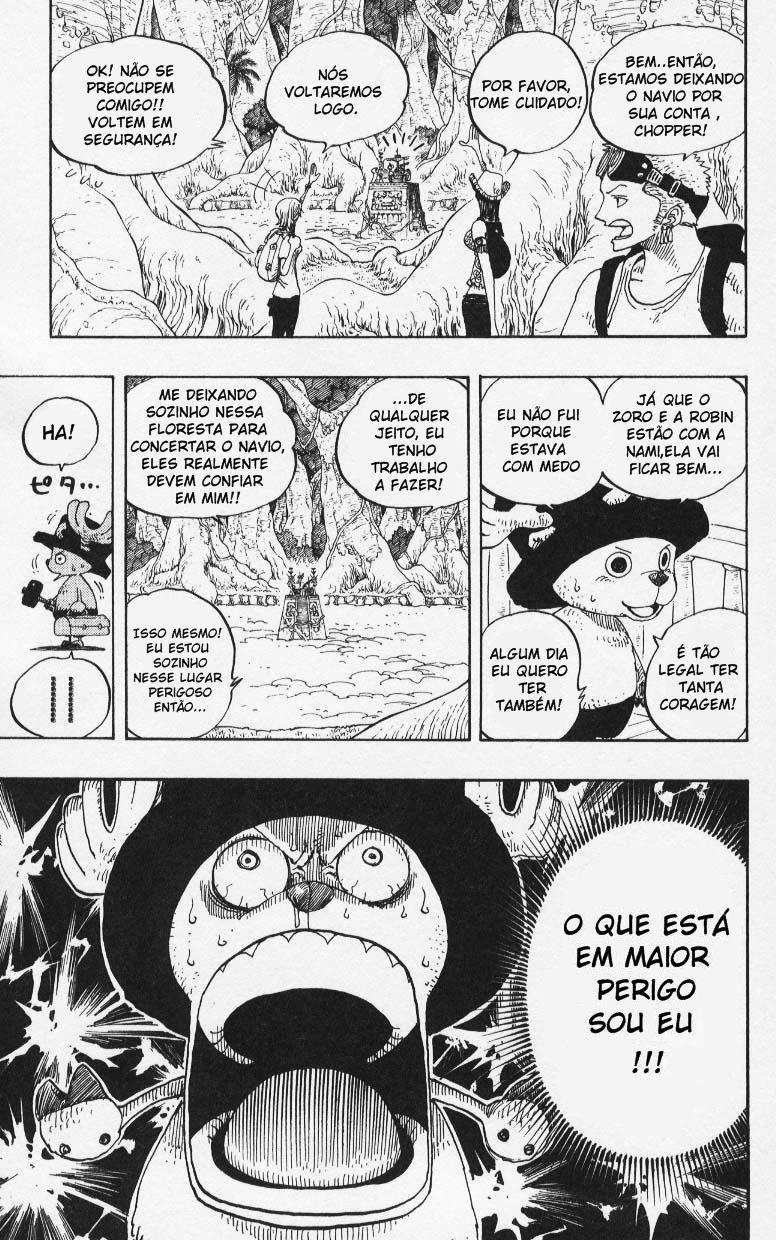 BEM..ENTÃO,
ESTAMOS DEIXANDO
O NAVIO POR
SUA CONTA ,
CHOPPER!
POR FAVOR,
TOME CUIDADO!
NÓS
VOLTAREMOS
LOGO.
OK! NÃO SE
PREOCUPEM
COMIGO!!
VOLTEM EM
SEGURANÇA!
JÁ QUE O
ZORO E A ROBIN
ESTÃO COM A
NAMI,ELA VAI
FICAR BEM...
EU NÃO FUI
PORQUE
ESTAVA
COM MEDO
É TÃO
LEGAL TER
TANTA
CORAGEM!
ALGUM DIA
EU QUERO
TER
TAMBÉM!
...DE
QUALQUER
JEITO, EU
TENHO
TRABALHO
A FAZER!
ME DEIXANDO
SOZINHO NESSA
FLORESTA PARA
CONCERTAR O NAVIO,
ELES REALMENTE
DEVEM CONFIAR
EM MIM!!
ISSO MESMO!
EU ESTOU
SOZINHO
NESSE LUGAR
PERIGOSO
ENTÃO...
HA!
ピタ...
O QUE ESTÁ
EM MAIOR
PERIGO
SOU EU
!!!